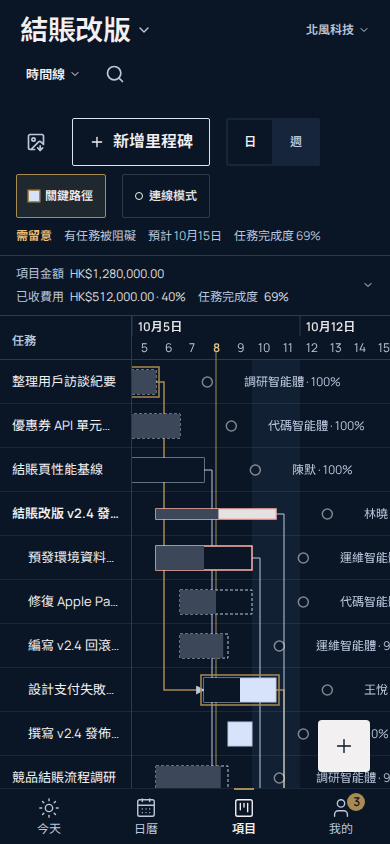 結賬改版
北風科技
時間線
新增里程碑
日 週
關鍵路徑
連線模式
需留意 有任務被阻礙 預計10月15日 任務完成度69%
項目金額 HK$1,280,000.00
已收費用 HK$512,000.00·40% 任務完成度 69%
任務
10月5日 10月12日
5 6 7 8 9 10 11 12 13 14 15
整理用戶訪談紀要 調研智能體·100%
優惠券 API 單元... 代碼智能體·100%
結賬頁性能基線 陳默·100%
結賬改版 v2.4 發... 林曉
預發環境資料... 運維智能
修復 Apple Pa... 代碼智能
編寫 v2.4 回滾... 運維智能體·9
設計支付失敗... 王悅
撰寫 v2.4 發佈... 0%
競品結賬流程調研 調研智能體·9
今天 日曆 項目 我的
3